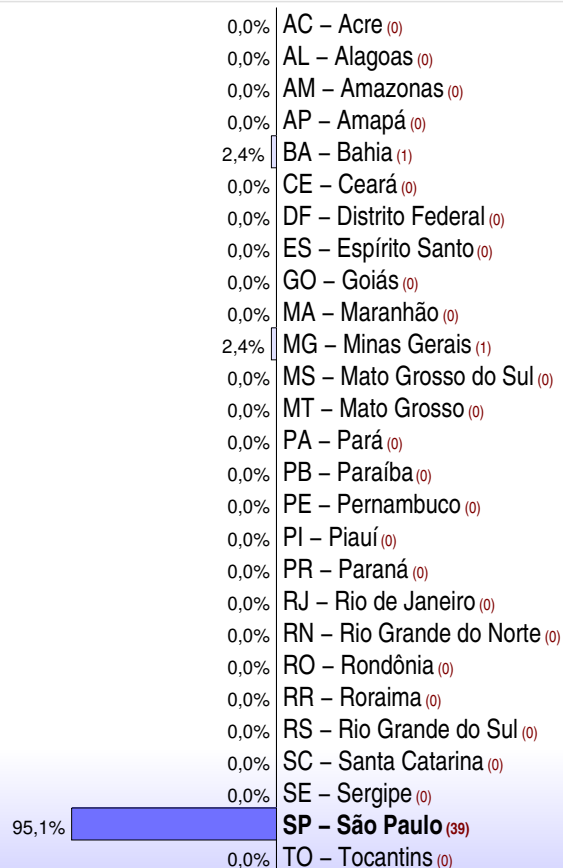 0,0% AC – Acre (0)
0,0% AL – Alagoas (0)
0,0% AM – Amazonas (0)
0,0% AP – Amapá (0)
2,4% BA – Bahia (1)
0,0% CE – Ceará (0)
0,0% DF – Distrito Federal (0)
0,0% ES – Espírito Santo (0)
0,0% GO – Goiás (0)
0,0% MA – Maranhão (0)
2,4% MG – Minas Gerais (1)
0,0% MS – Mato Grosso do Sul (0)
0,0% MT – Mato Grosso (0)
0,0% PA – Pará (0)
0,0% PB – Paraíba (0)
0,0% PE – Pernambuco (0)
0,0% PI – Piauí (0)
0,0% PR – Paraná (0)
0,0% RJ – Rio de Janeiro (0)
0,0% RN – Rio Grande do Norte (0)
0,0% RO – Rondônia (0)
0,0% RR – Roraima (0)
0,0% RS – Rio Grande do Sul (0)
0,0% SC – Santa Catarina (0)
0,0% SE – Sergipe (0)
95,1% SP – São Paulo (39)
0,0% TO – Tocantins (0)